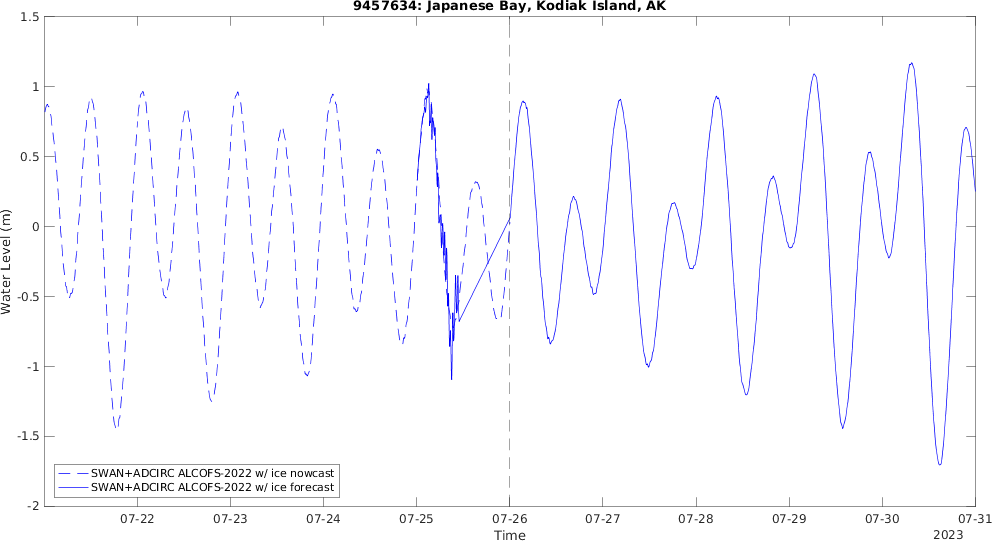 9457634: Japanese Bay, Kodiak Island, AK
1.5
1
0.5
0
-0.5
-1
-1.5
-2
Water Level (m)
SWAN+ADCIRC ALCOFS-2022 w/ ice nowcast
SWAN+ADCIRC ALCOFS-2022 w/ ice forecast
07-22 07-23 07-24 07-25 07-26 07-27 07-28 07-29 07-30 07-31
Time
2023